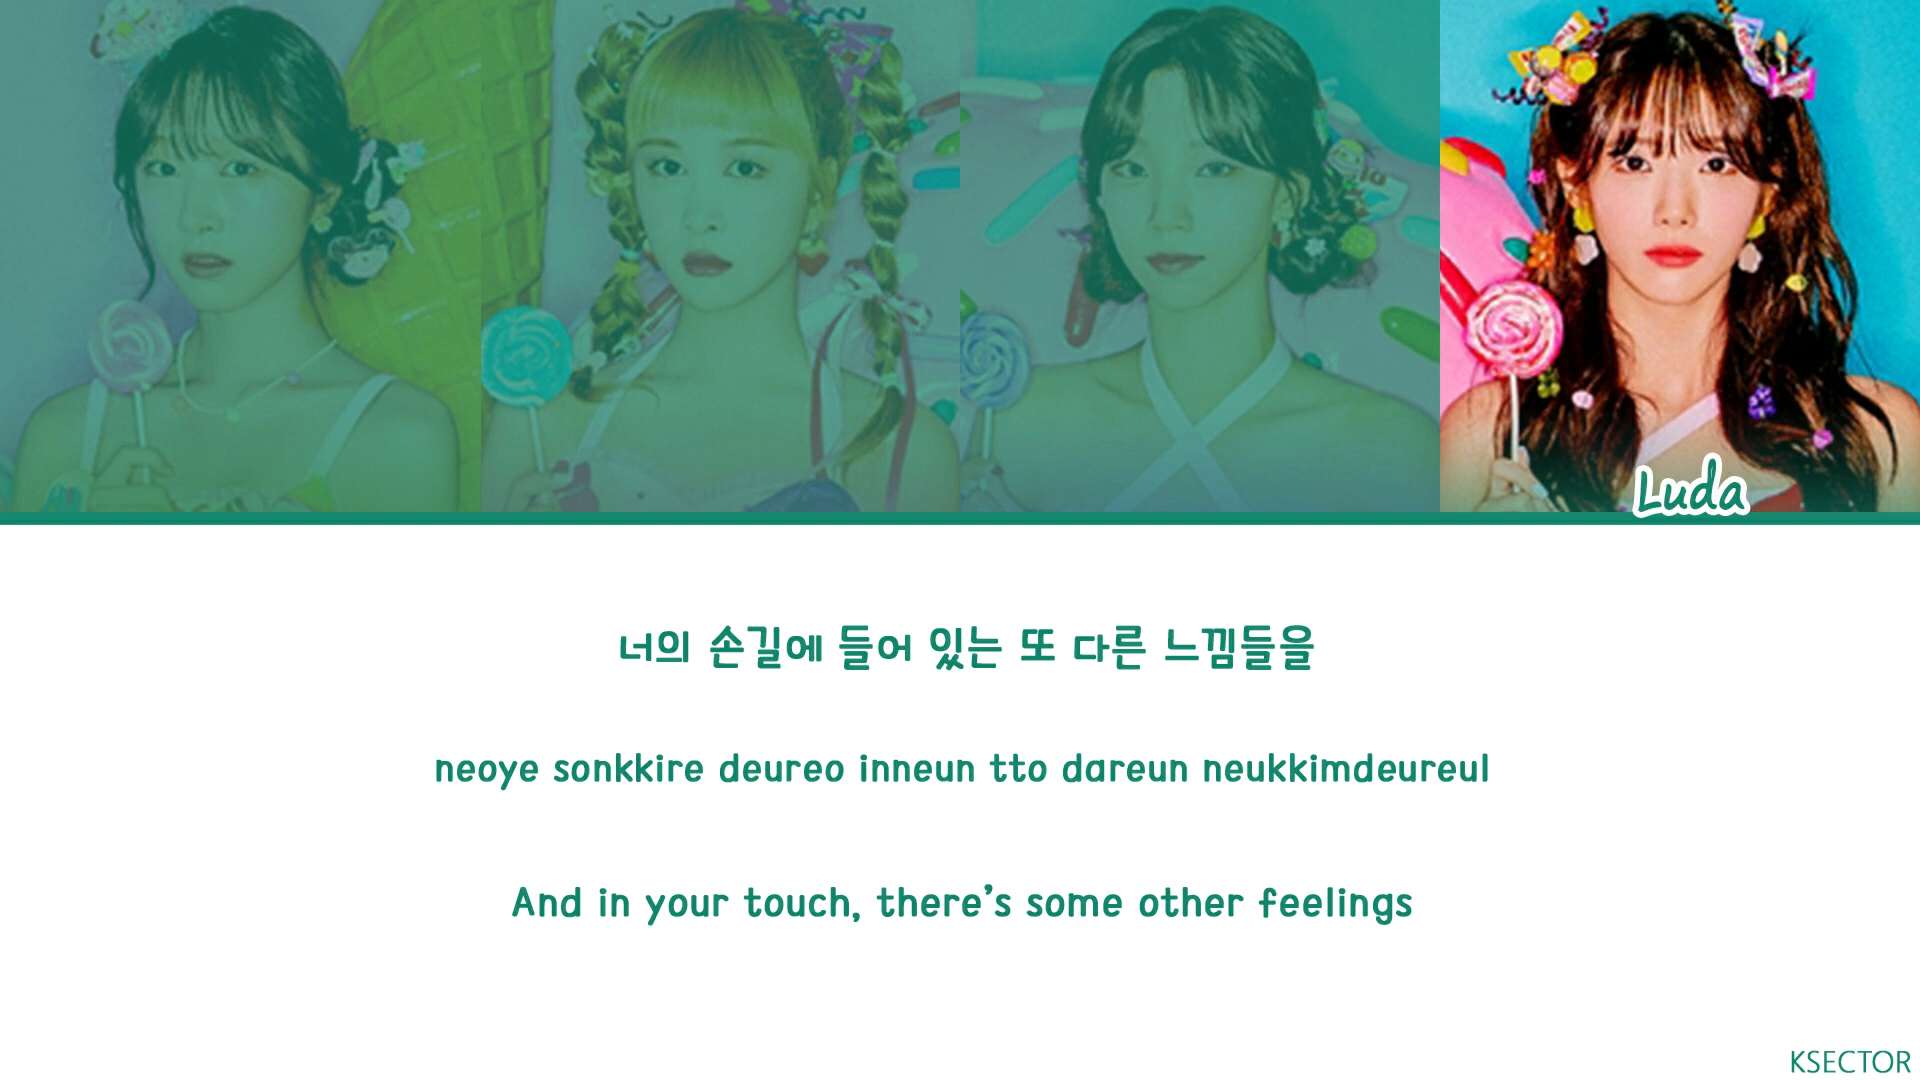 Luda
너의 손길에 들어 있는 또 다른 느낌들을
neoye sonkkire deureo inneun tto dareun neukkimdeureul
And in your touch, there’s some other feelings
KSECTOR